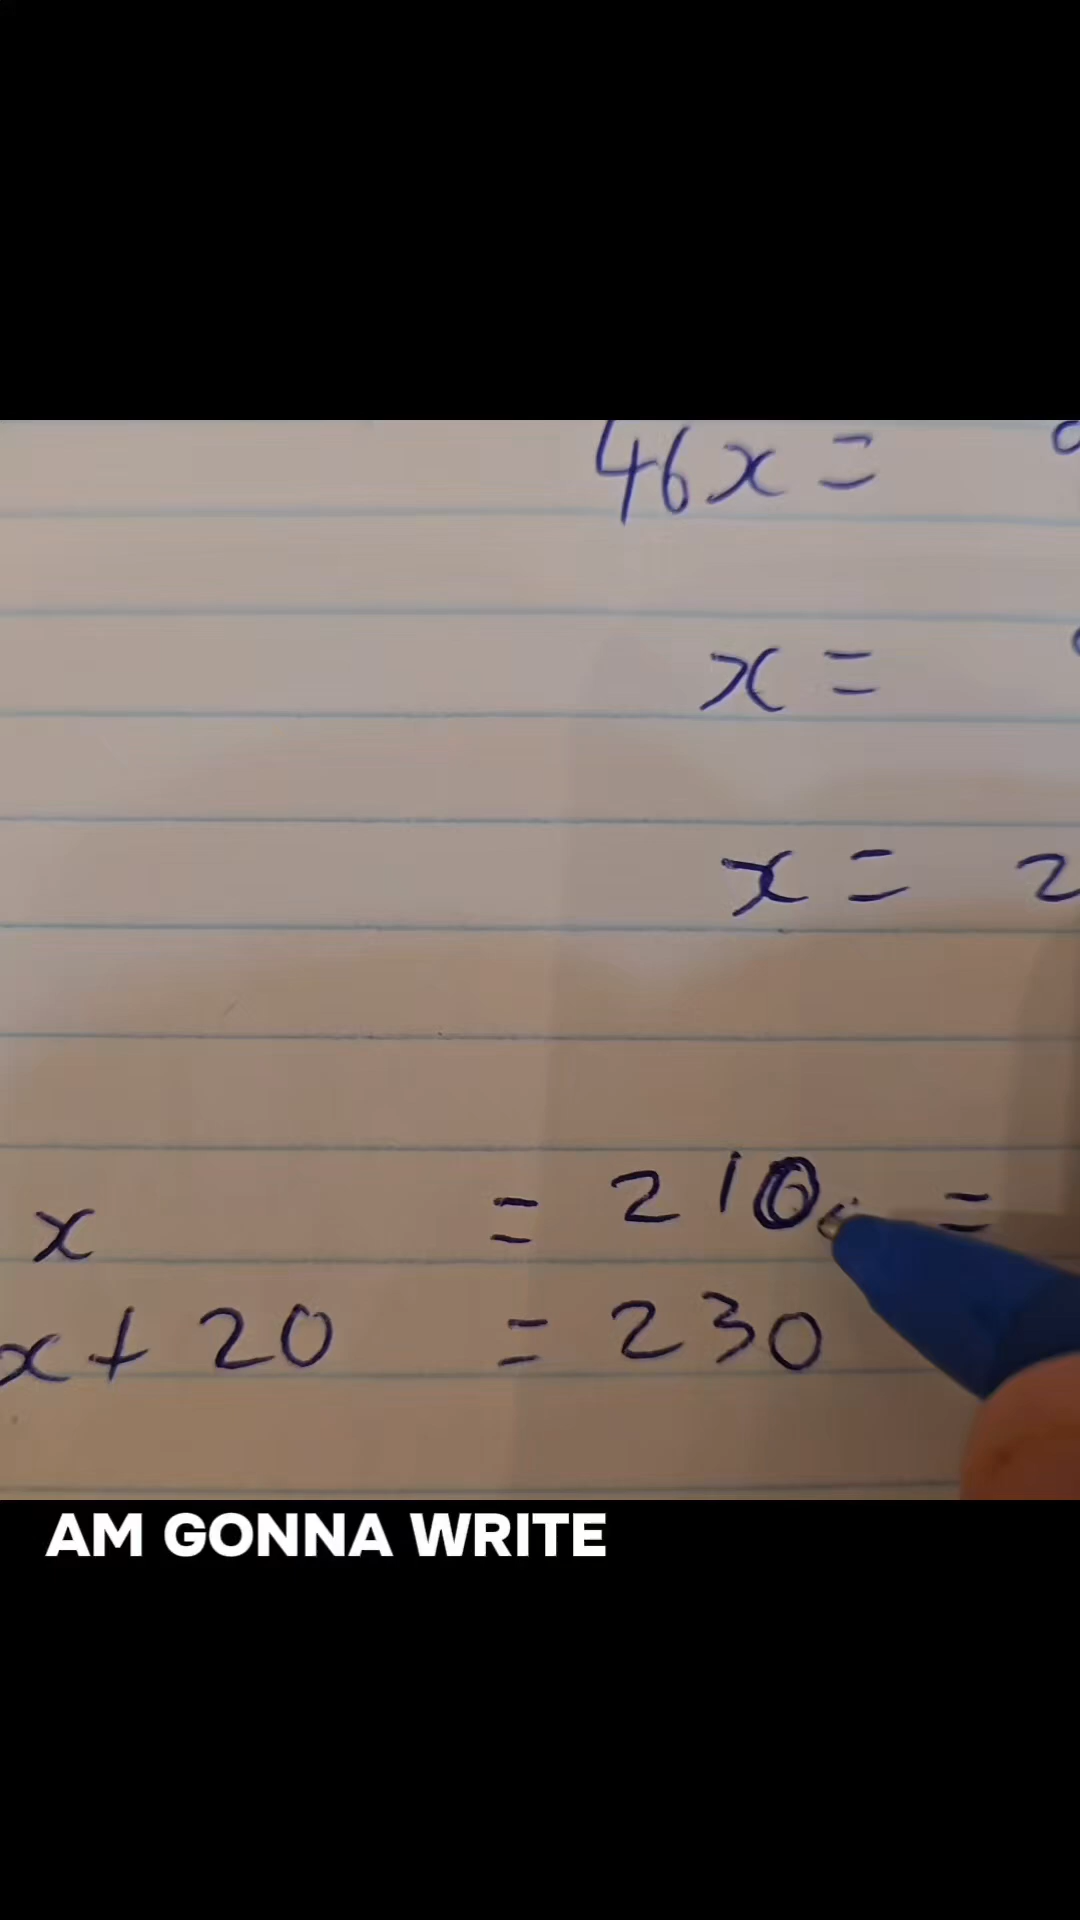 46x =
x =
x = 2
x = 210 =
x + 20 = 230
AM GONNA WRITE